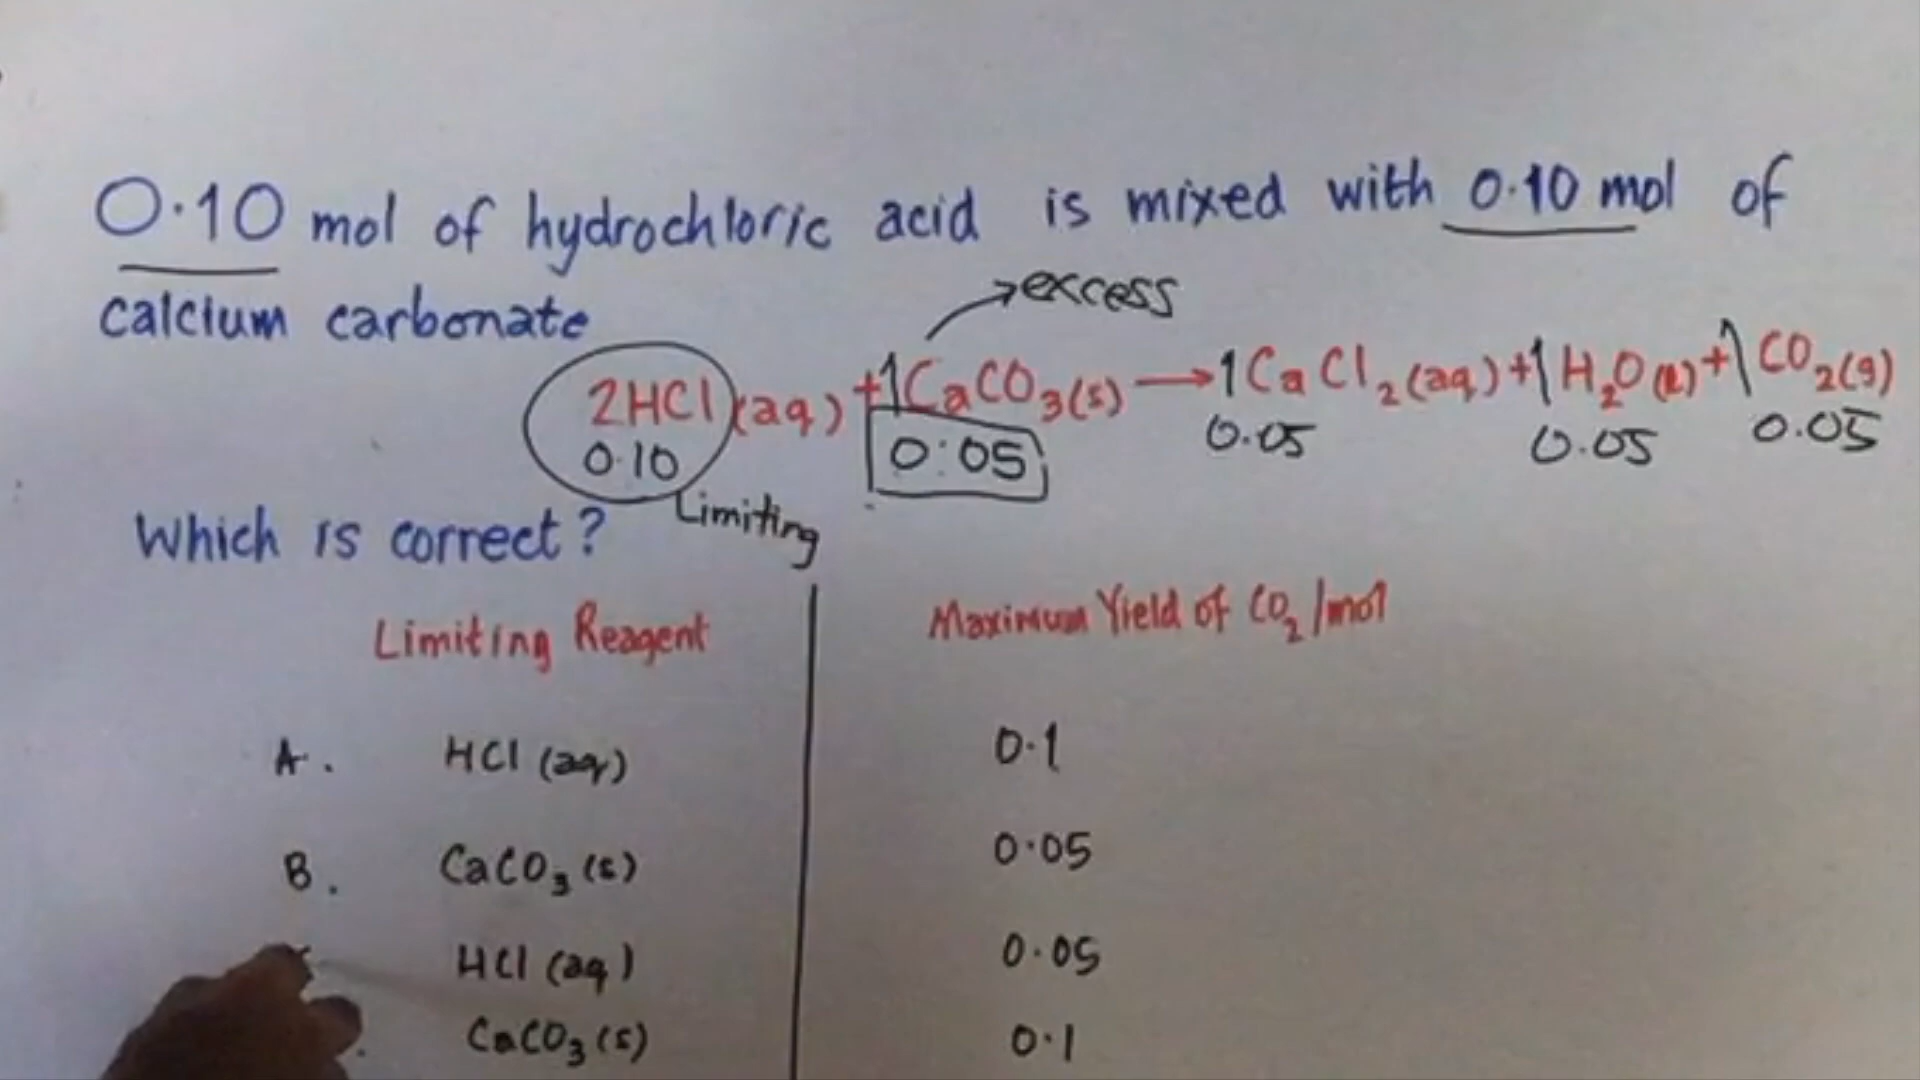 0.10 mol of hydrochloric acid is mixed with 0.10 mol of
calcium carbonate
excess
2HCl(aq) + 1CaCO₃(s) → 1CaCl₂(aq) + 1H₂O(l) + 1CO₂(g)
0.10 0.05 0.05 0.05 0.05
Limiting
Which is correct?
Limiting Reagent Maximum Yield of CO₂/mol
A. HCl (aq) 0.1
B. CaCO₃ (s) 0.05
HCl (aq) 0.05
CaCO₃ (s) 0.1